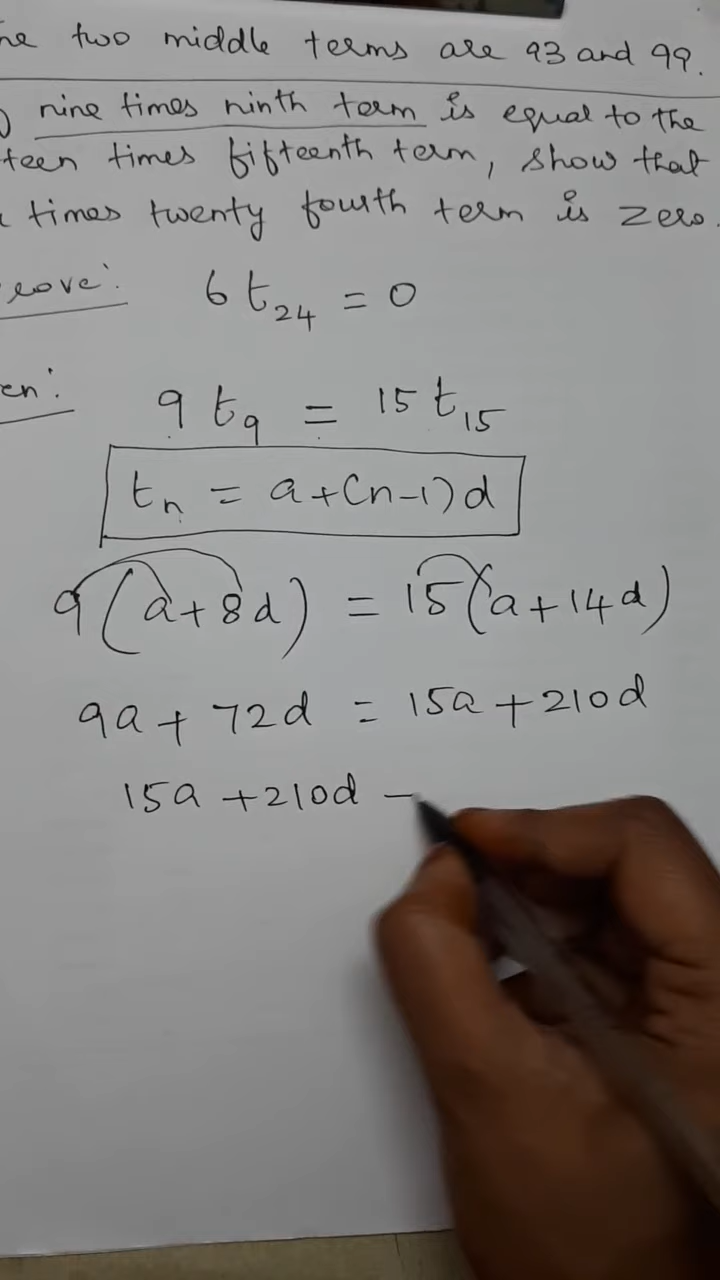 two middle terms are 93 and 99.
nine times ninth term is equal to the
teen times fifteenth term, show that
times twenty fourth term is zero.
6 t₂₄ = 0
9 t₉ = 15 t₁₅
tₙ = a+(n-1)d
9(a+8d) = 15(a+14d)
9a + 72d = 15a + 210d
15a + 210d -